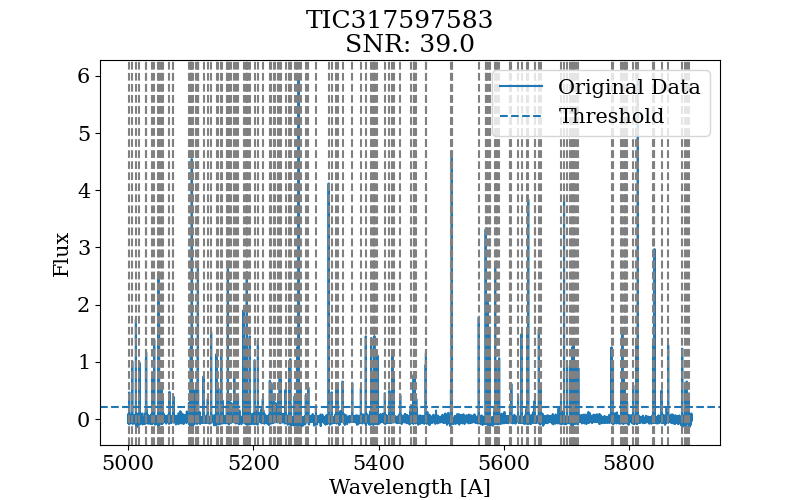 TIC317597583
SNR: 39.0
Original Data
Threshold
6
5
4
3
2
1
0
Flux
5000 5200 5400 5600 5800
Wavelength [A]